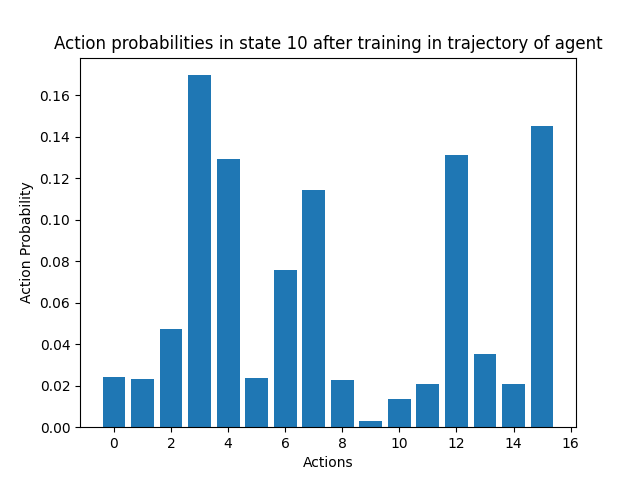 Action probabilities in state 10 after training in trajectory of agent
0.16
0.14
0.12
0.10
0.08
0.06
0.04
0.02
0.00
Action Probability
0 2 4 6 8 10 12 14 16
Actions